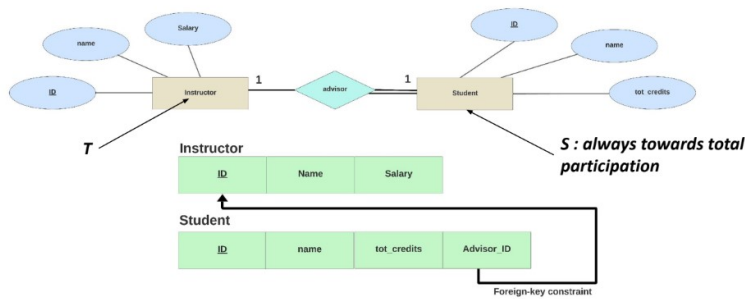 Salary
ID
name
name
ID
1
1
Instructor
advisor
Student
tot_credits
T
S : always towards total
participation
Instructor
ID Name Salary
Student
ID name tot_credits Advisor_ID
Foreign-key constraint